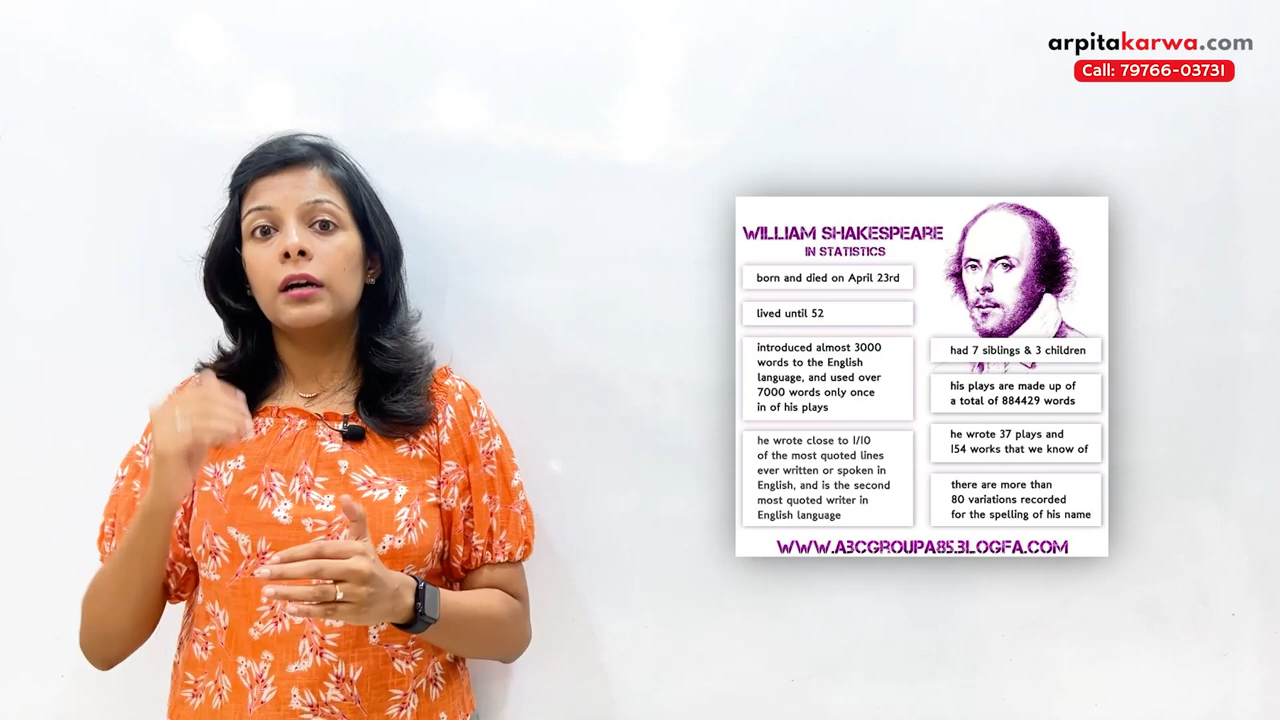 arpitakarwa.com
Call: 79766-03731
WILLIAM SHAKESPEARE
IN STATISTICS
born and died on April 23rd
lived until 52
introduced almost 3000
words to the English
language, and used over
7000 words only once
in of his plays
he wrote close to 1/10
of the most quoted lines
ever written or spoken in
English, and is the second
most quoted writer in
English language
had 7 siblings & 3 children
his plays are made up of
a total of 884429 words
he wrote 37 plays and
154 works that we know of
there are more than
80 variations recorded
for the spelling of his name
WWW.A3CGROUPA85.3LOGFA.COM